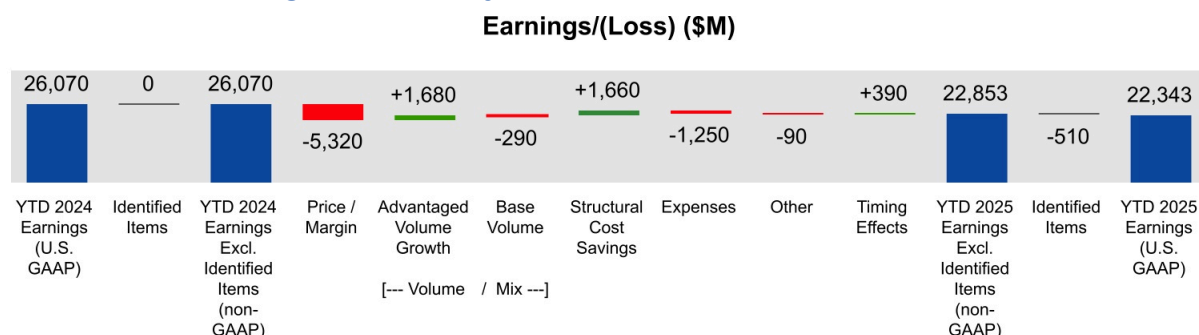 Earnings/(Loss) ($M)
26,070
0
26,070
-5,320
+1,680
-290
+1,660
-1,250
-90
+390
22,853
-510
22,343
YTD 2024
Earnings
(U.S.
GAAP)
Identified
Items
YTD 2024
Earnings
Excl.
Identified
Items
(non-
GAAP)
Price /
Margin
Advantaged
Volume
Growth
Base
Volume
[--- Volume / Mix ---]
Structural
Cost
Savings
Expenses
Other
Timing
Effects
YTD 2025
Earnings
Excl.
Identified
Items
(non-
GAAP)
Identified
Items
YTD 2025
Earnings
(U.S.
GAAP)